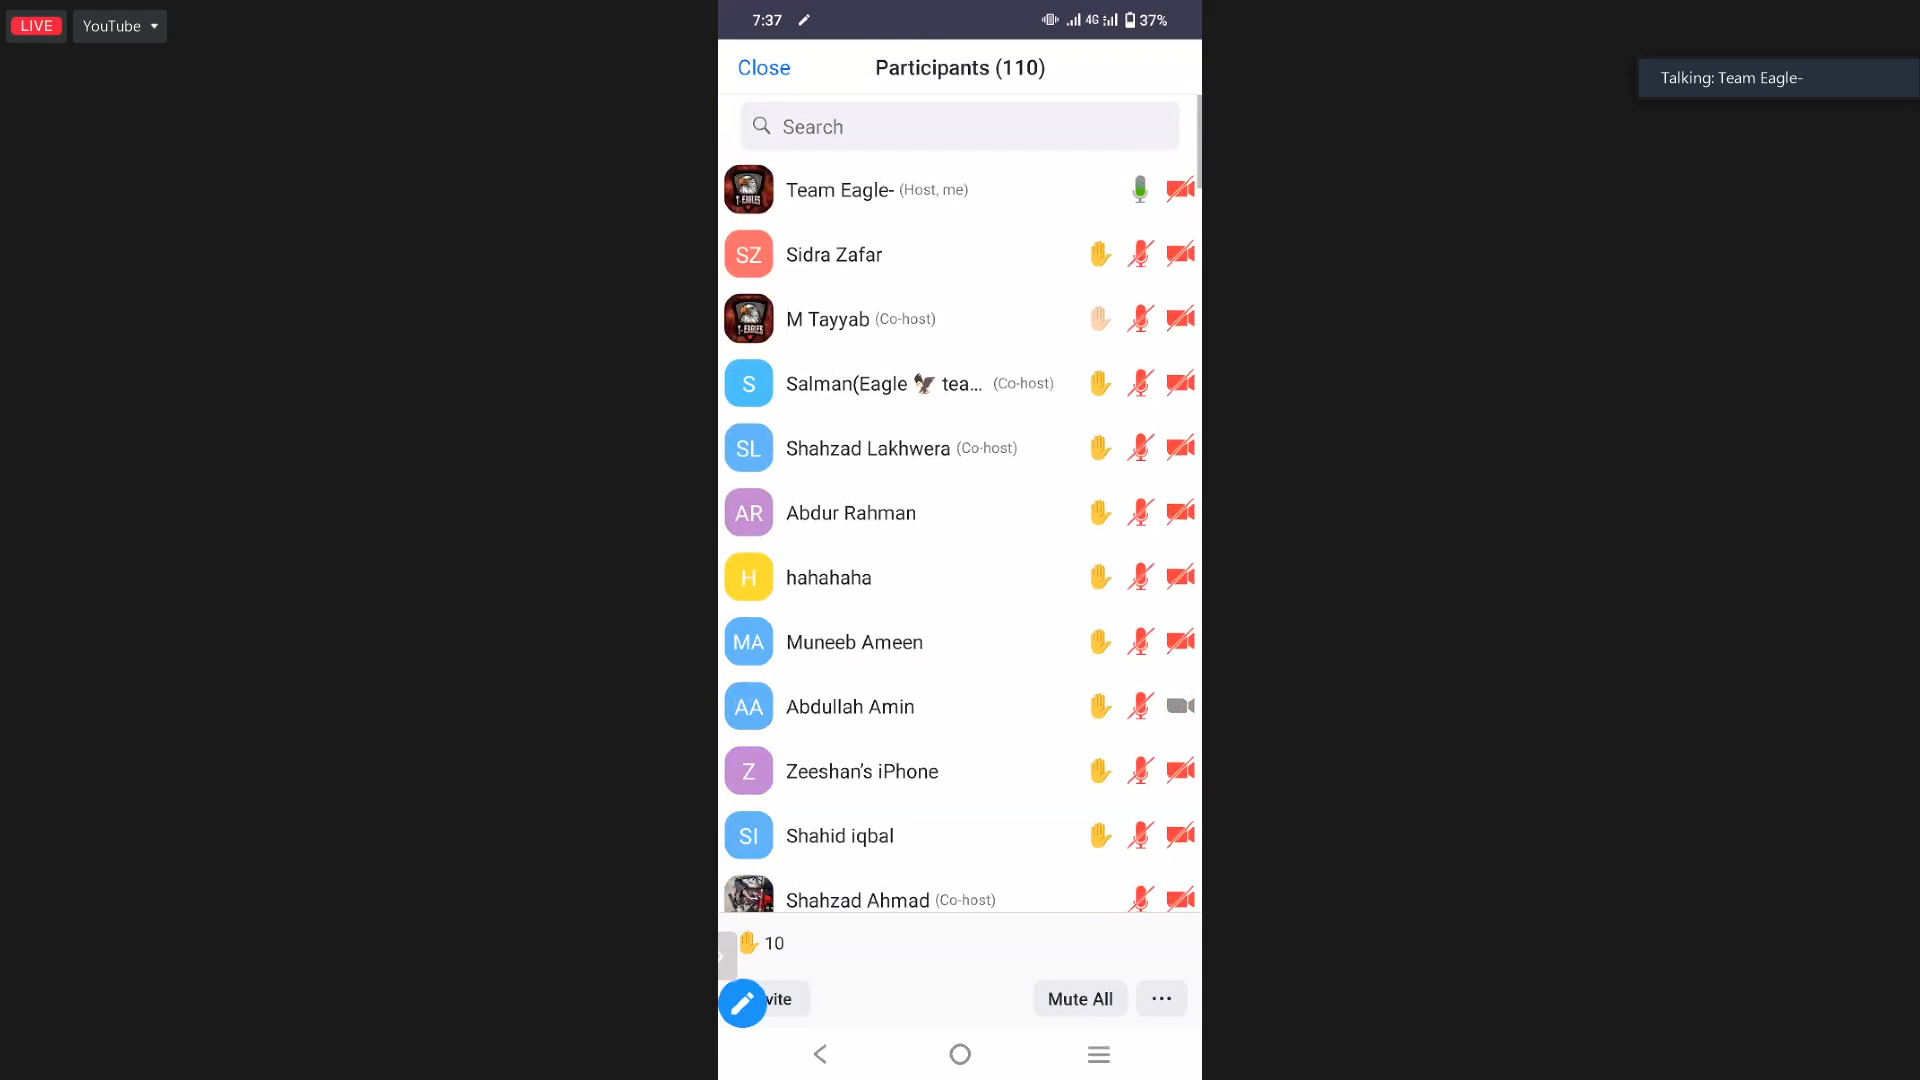 LIVE YouTube
7:37 4G 37%
Close Participants (110)
Talking: Team Eagle-
Search
T-EAGLES Team Eagle- (Host, me)
SZ Sidra Zafar
T-EAGLES M Tayyab (Co-host)
S Salman(Eagle 🦅 tea... (Co-host)
SL Shahzad Lakhwera (Co-host)
AR Abdur Rahman
H hahahaha
MA Muneeb Ameen
AA Abdullah Amin
Z Zeeshan’s iPhone
SI Shahid iqbal
Shahzad Ahmad (Co-host)
10
vite Mute All ...